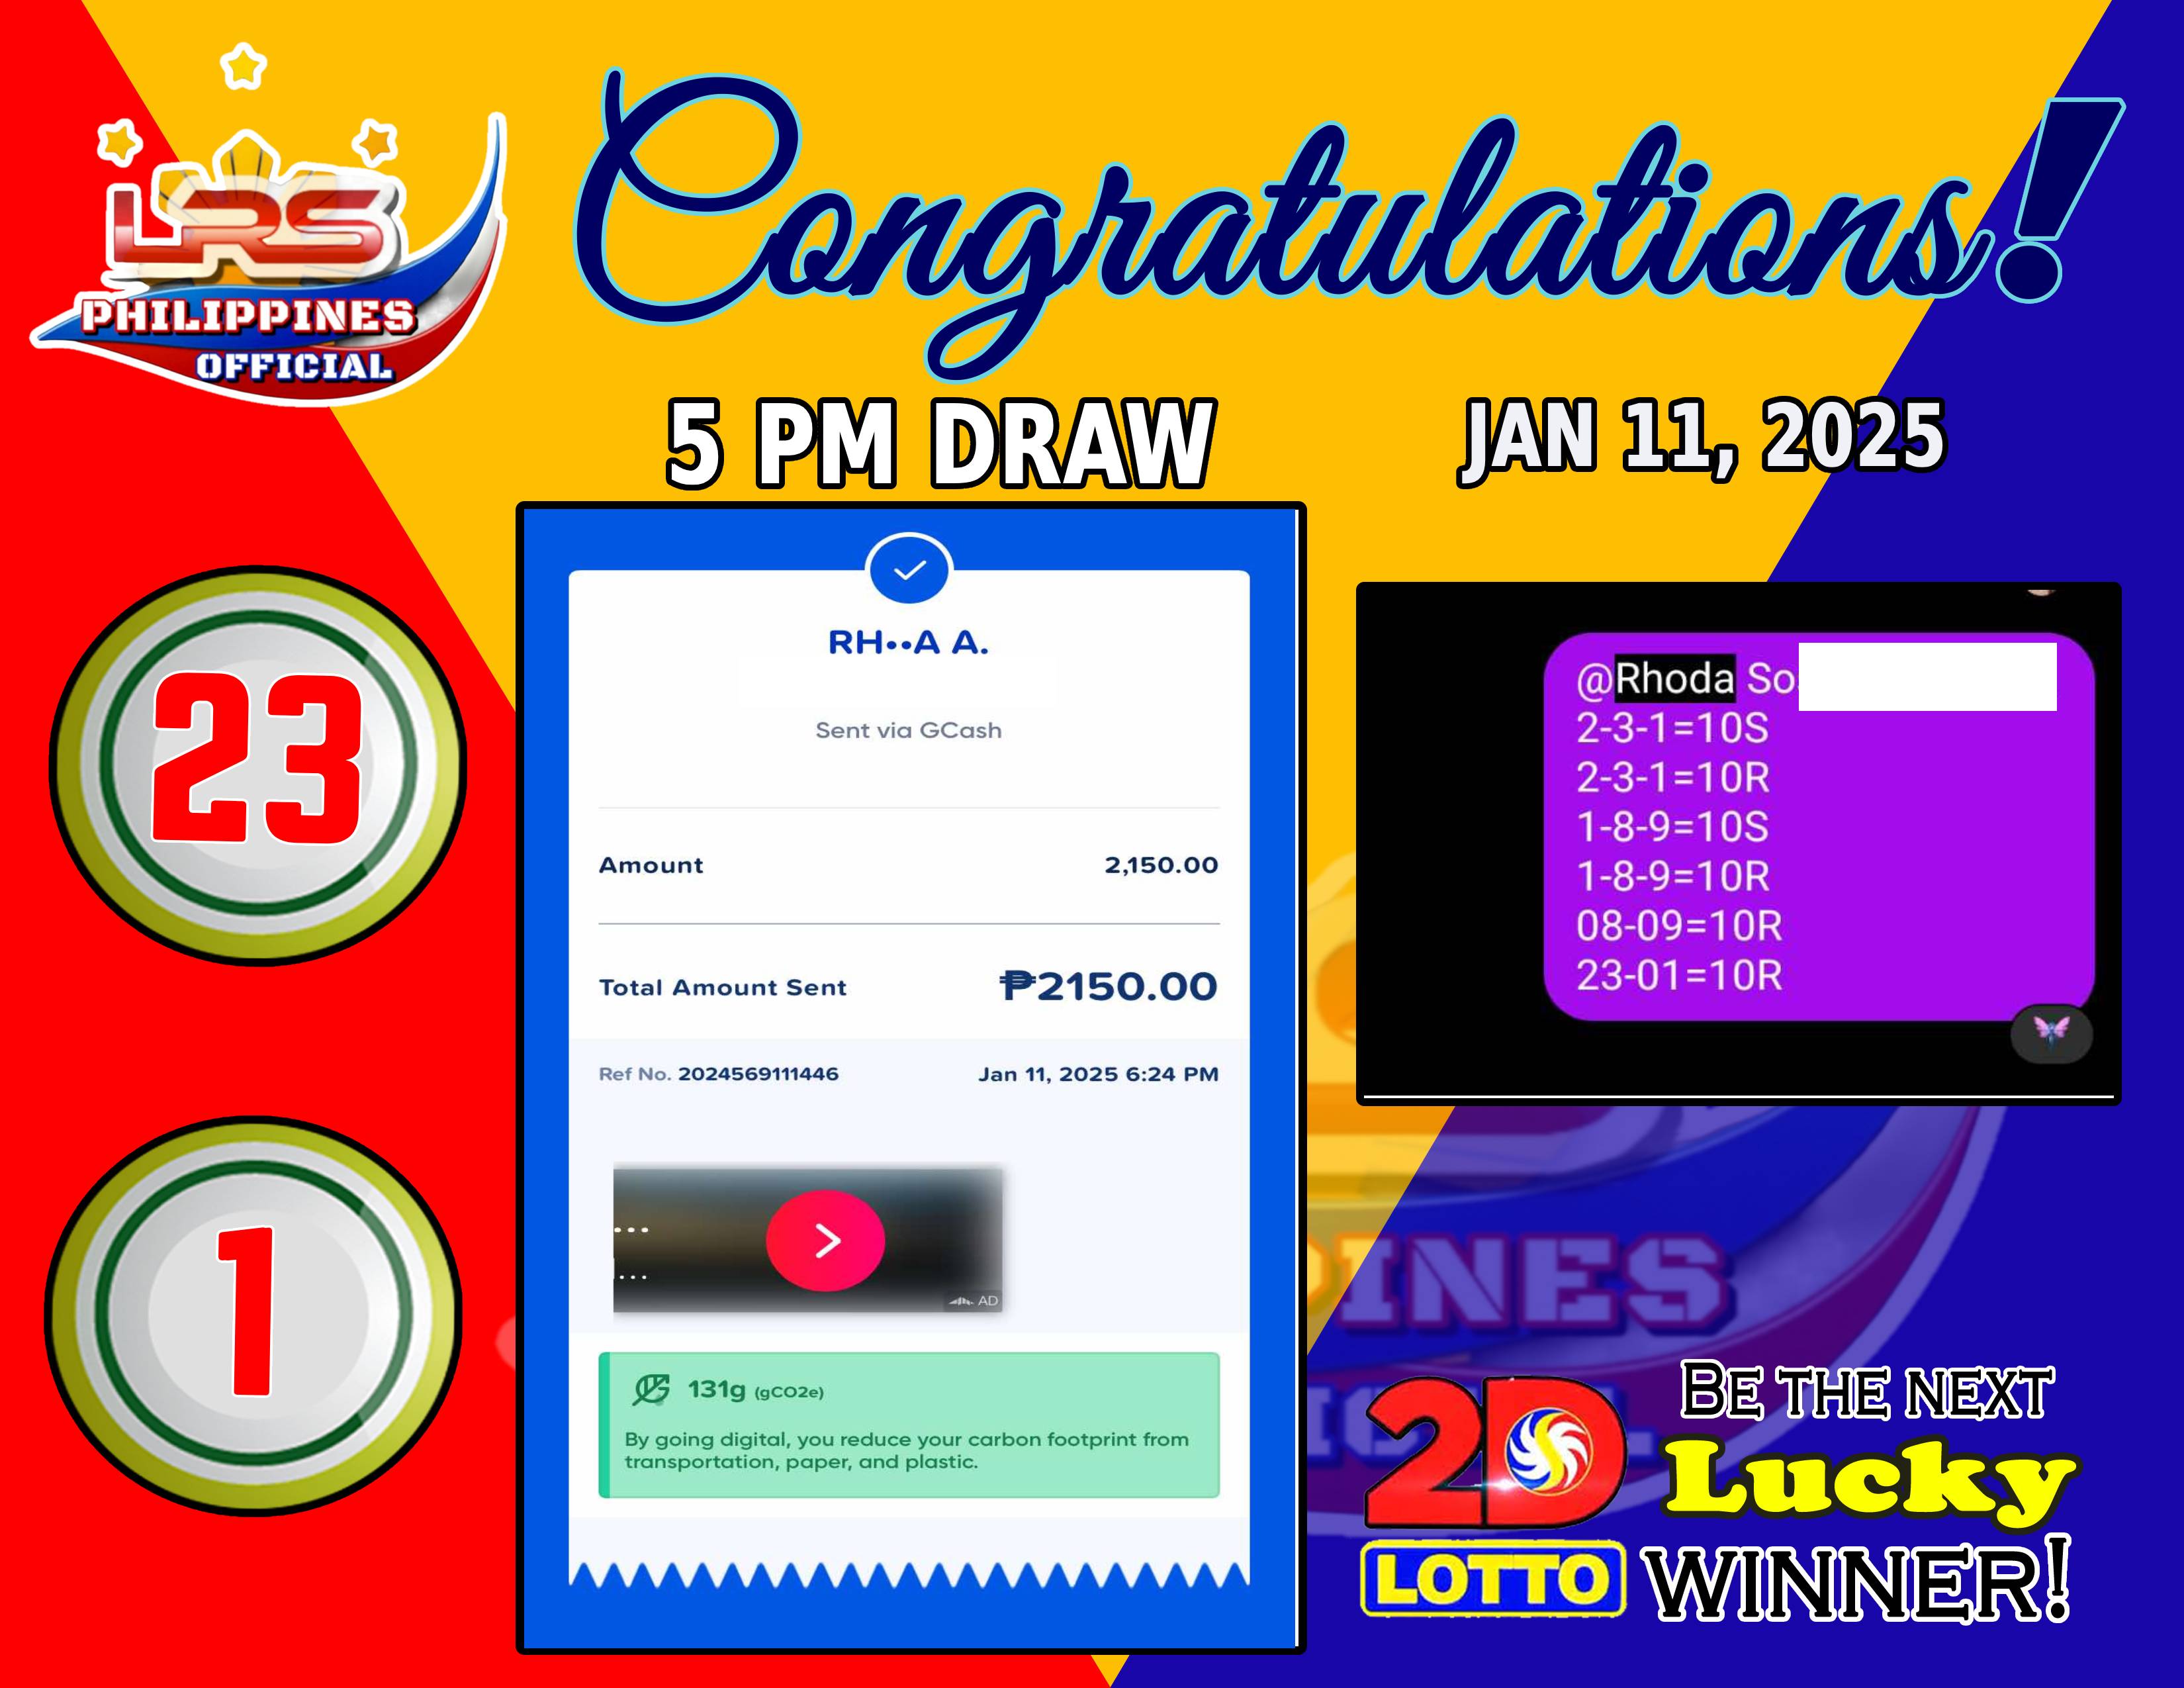 LRS
PHILIPPINES
OFFICIAL
Congratulations!
5 PM DRAW
JAN 11, 2025
23
1
RH••A A.
Sent via GCash
Amount 2,150.00
Total Amount Sent ₱2150.00
Ref No. 2024569111446 Jan 11, 2025 6:24 PM
...
...
AD
131g (gCO2e)
By going digital, you reduce your carbon footprint from
transportation, paper, and plastic.
@Rhoda So
2-3-1=10S
2-3-1=10R
1-8-9=10S
1-8-9=10R
08-09=10R
23-01=10R
PINES
2D
LOTTO
BE THE NEXT
Lucky
WINNER!